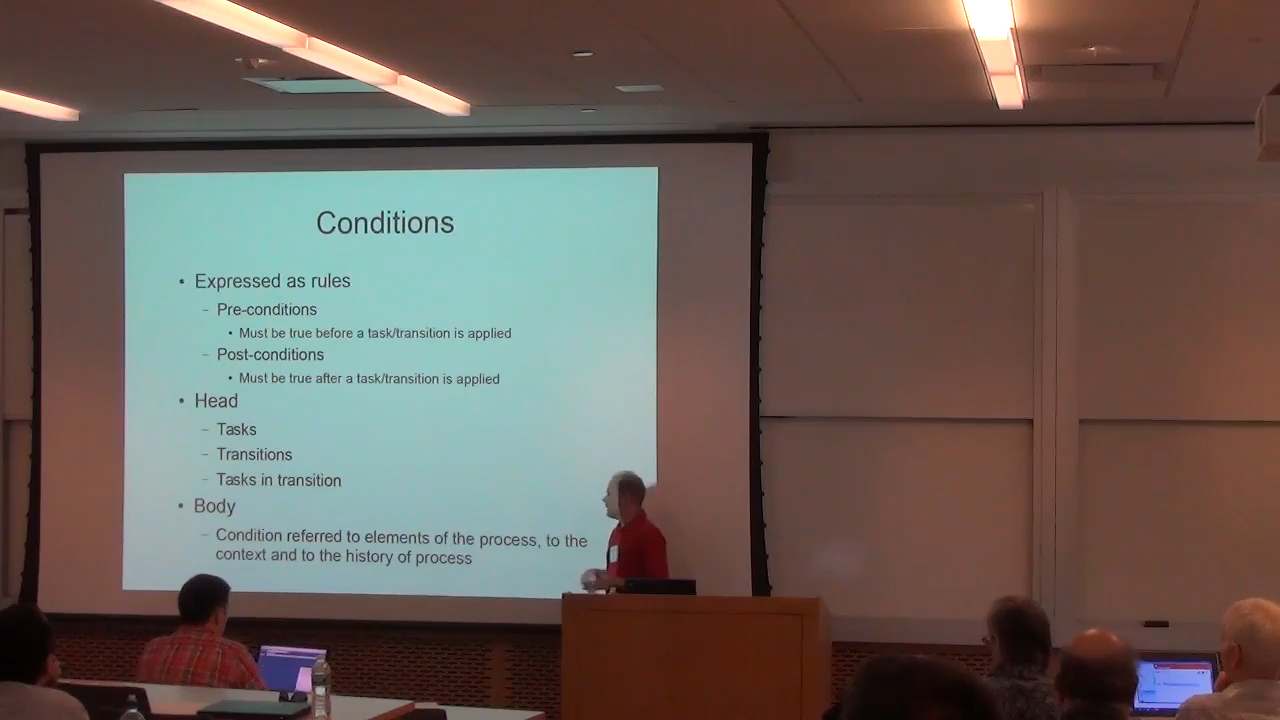 Conditions
• Expressed as rules
– Pre-conditions
• Must be true before a task/transition is applied
– Post-conditions
• Must be true after a task/transition is applied
• Head
– Tasks
– Transitions
– Tasks in transition
• Body
– Condition referred to elements of the process, to the
context and to the history of process